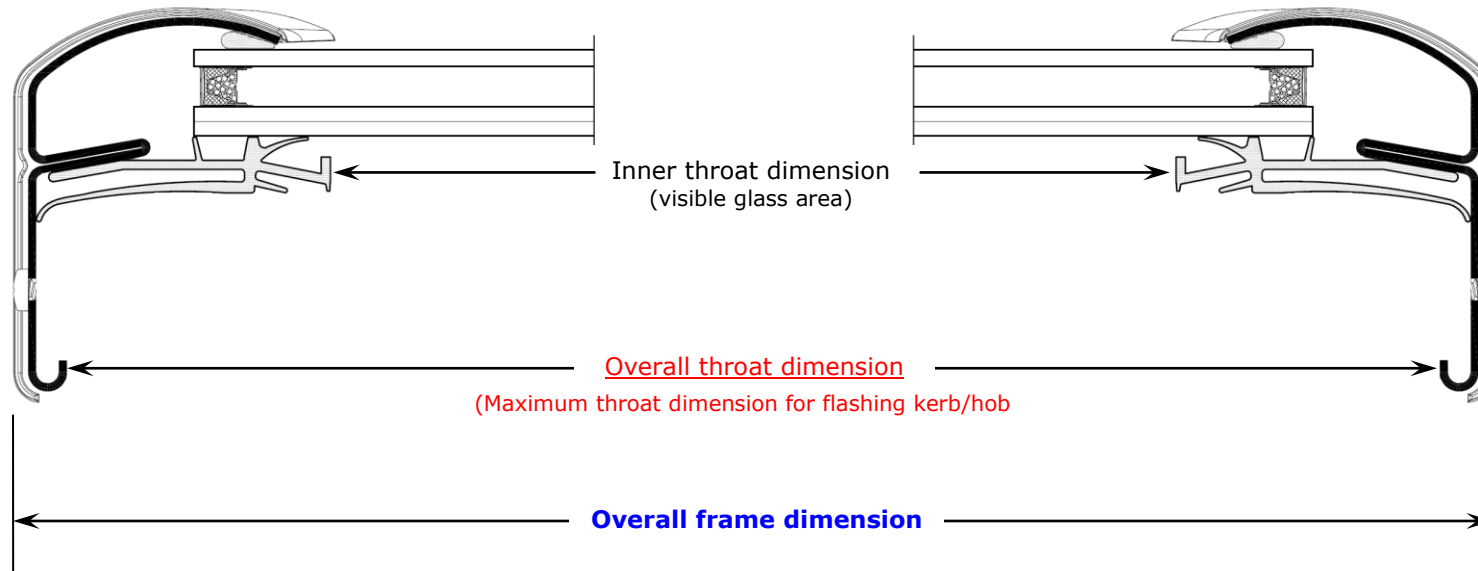 Inner throat dimension
(visible glass area)
Overall throat dimension
(Maximum throat dimension for flashing kerb/hob
Overall frame dimension